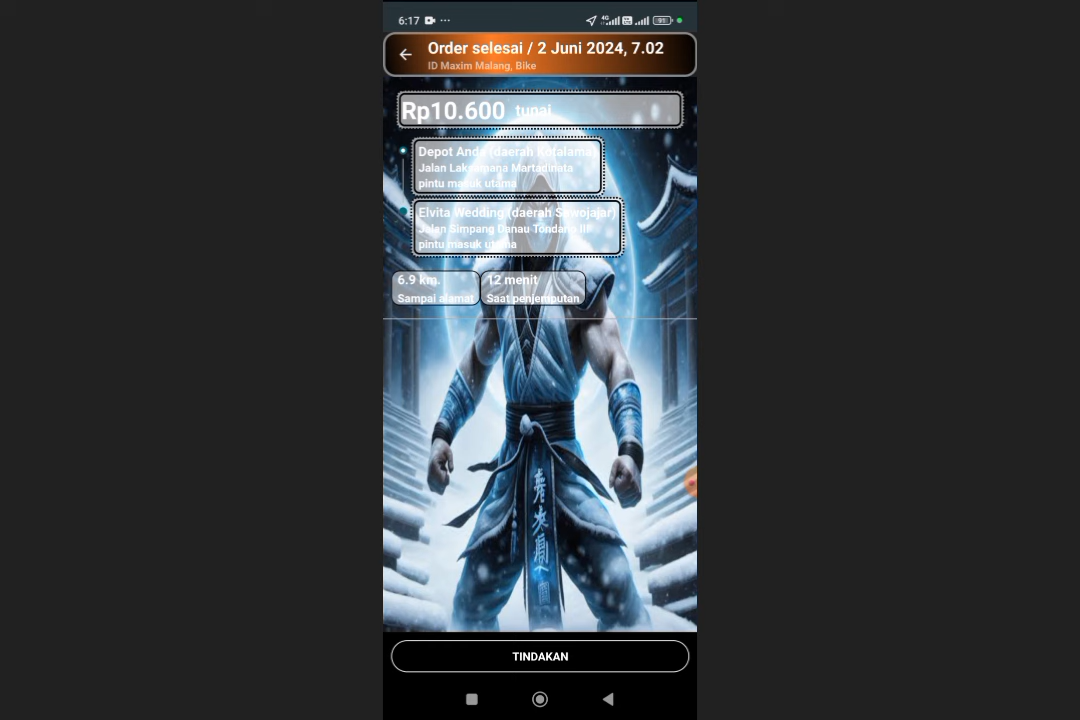 6:17
4G
91
Order selesai / 2 Juni 2024, 7.02
ID Maxim Malang, Bike
Rp10.600 tunai
Depot Anda (daerah Kotalama)
Jalan Laksamana Martadinata
pintu masuk utama
Elvita Wedding (daerah Sawojajar)
Jalan Simpang Danau Tondano III
pintu masuk utama
6.9 km. 12 menit
Sampai alamat Saat penjemputan
TINDAKAN